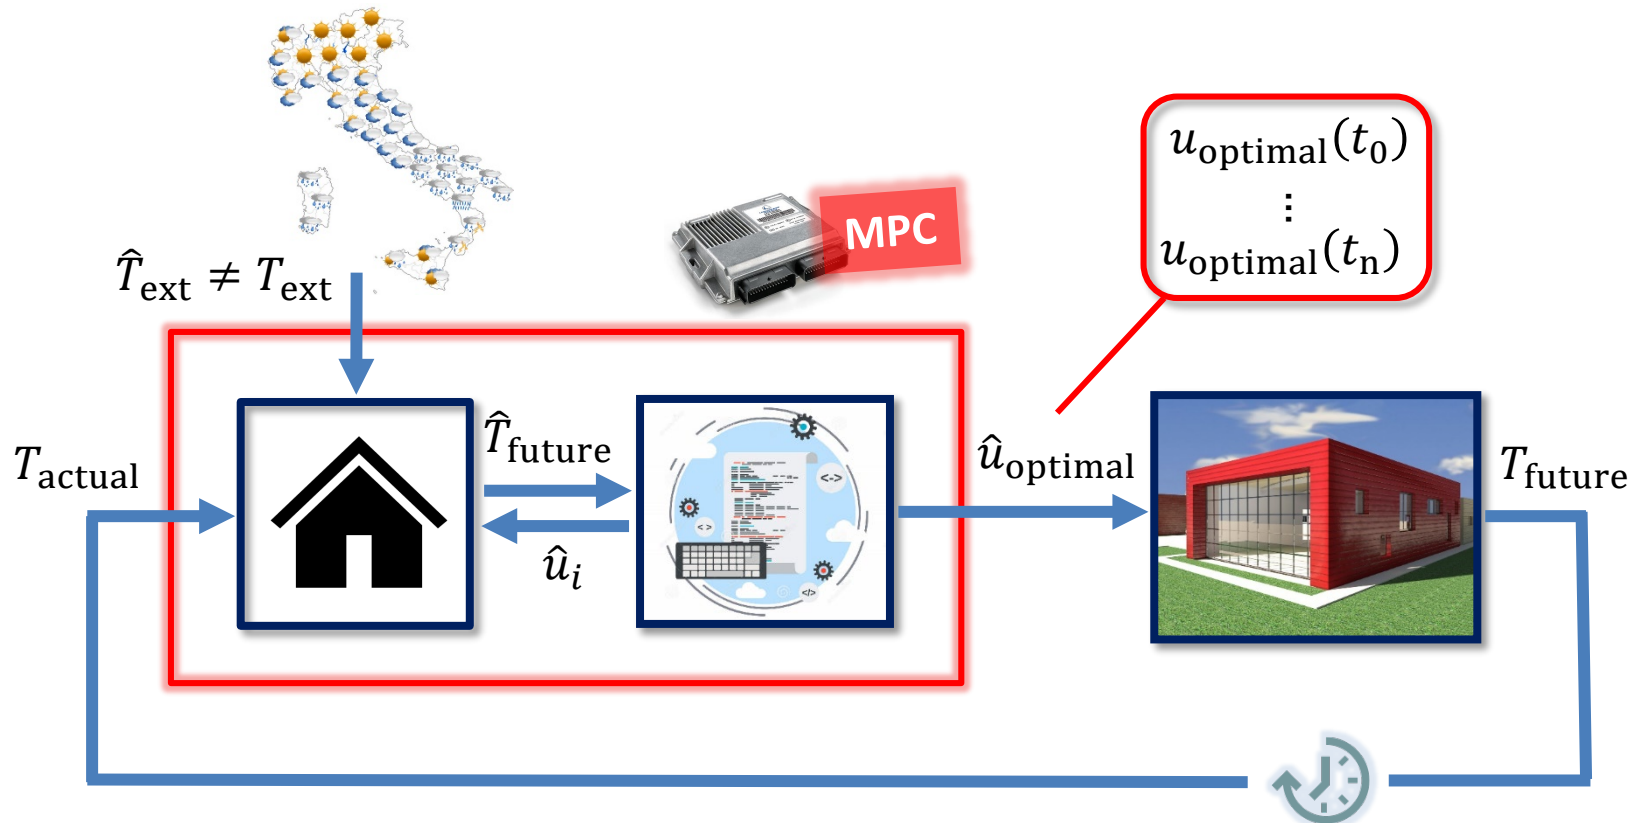 u_optimal(t_0)
⋮
u_optimal(t_n)
MPC
T̂_ext ≠ T_ext
T_actual
T̂_future
û_i
û_optimal
T_future
<->
< >
</>